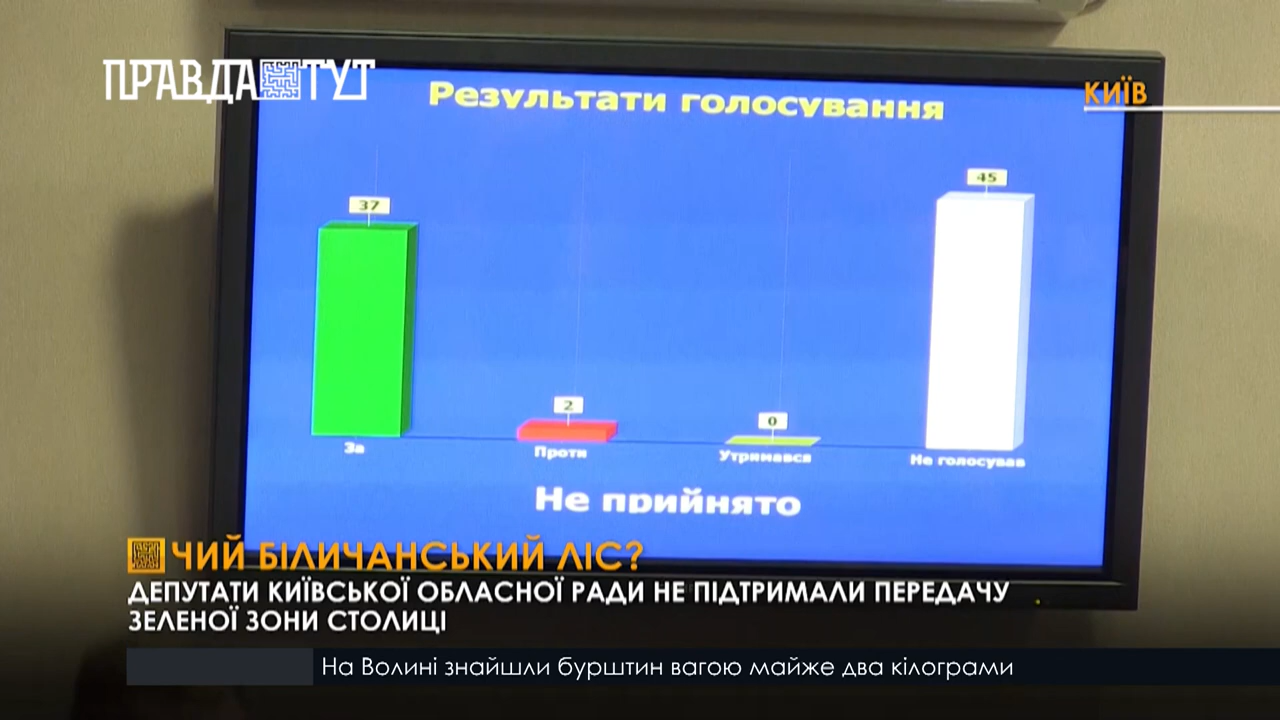 ПРАВДА ТУТ
КИЇВ
Результати голосування
37
45
2
0
За
Проти
Утримався
Не голосував
Не прийнято
ЧИЙ БІЛИЧАНСЬКИЙ ЛІС?
ДЕПУТАТИ КИЇВСЬКОЇ ОБЛАСНОЇ РАДИ НЕ ПІДТРИМАЛИ ПЕРЕДАЧУ
ЗЕЛЕНОЇ ЗОНИ СТОЛИЦІ
На Волині знайшли бурштин вагою майже два кілограми